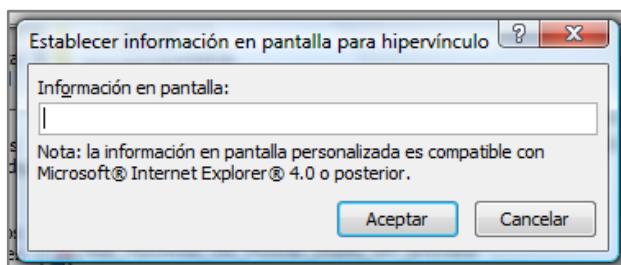 Establecer información en pantalla para hipervínculo
Información en pantalla:
Nota: la información en pantalla personalizada es compatible con
Microsoft® Internet Explorer® 4.0 o posterior.
Aceptar
Cancelar